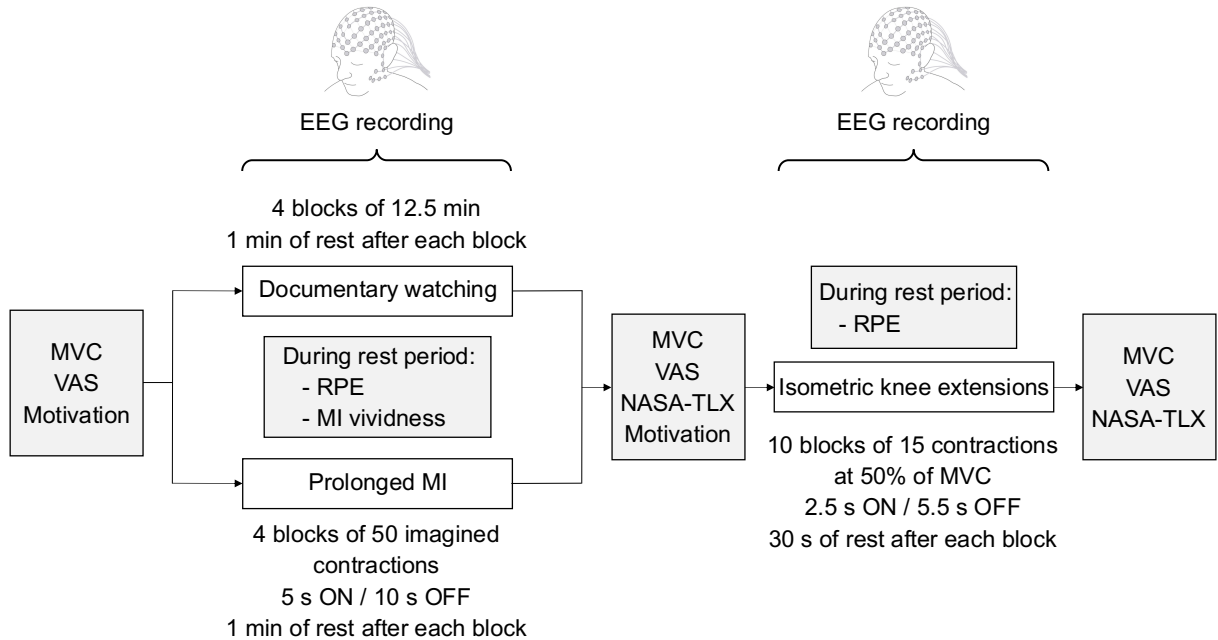 EEG recording
4 blocks of 12.5 min
1 min of rest after each block
Documentary watching
MVC
VAS
Motivation
During rest period:
- RPE
- MI vividness
Prolonged MI
4 blocks of 50 imagined
contractions
5 s ON / 10 s OFF
1 min of rest after each block
MVC
VAS
NASA-TLX
Motivation
EEG recording
During rest period:
- RPE
Isometric knee extensions
10 blocks of 15 contractions
at 50% of MVC
2.5 s ON / 5.5 s OFF
30 s of rest after each block
MVC
VAS
NASA-TLX